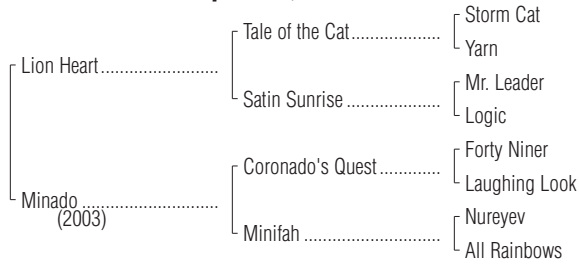 Storm Cat
Tale of the Cat....................
Yarn
Lion Heart..........................
Mr. Leader
Satin Sunrise .....................
Logic
Forty Niner
Coronado's Quest.............
Laughing Look
Minado ..............................
(2003)
Nureyev
Minifah ..............................
All Rainbows